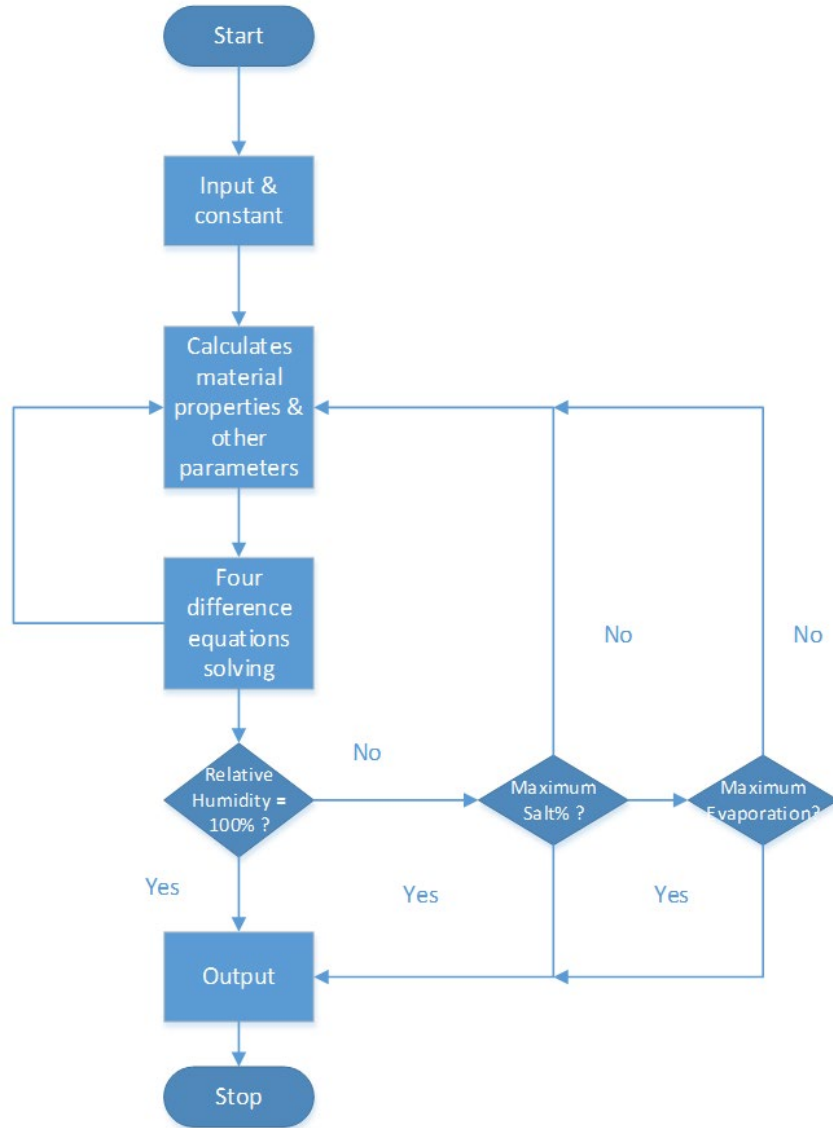 Start
Input &
constant
Calculates
material
properties &
other
parameters
Four
difference
equations
solving
No
No
No
Relative
Humidity =
100% ?
Maximum
Salt% ?
Maximum
Evaporation?
Yes
Yes
Yes
Output
Stop